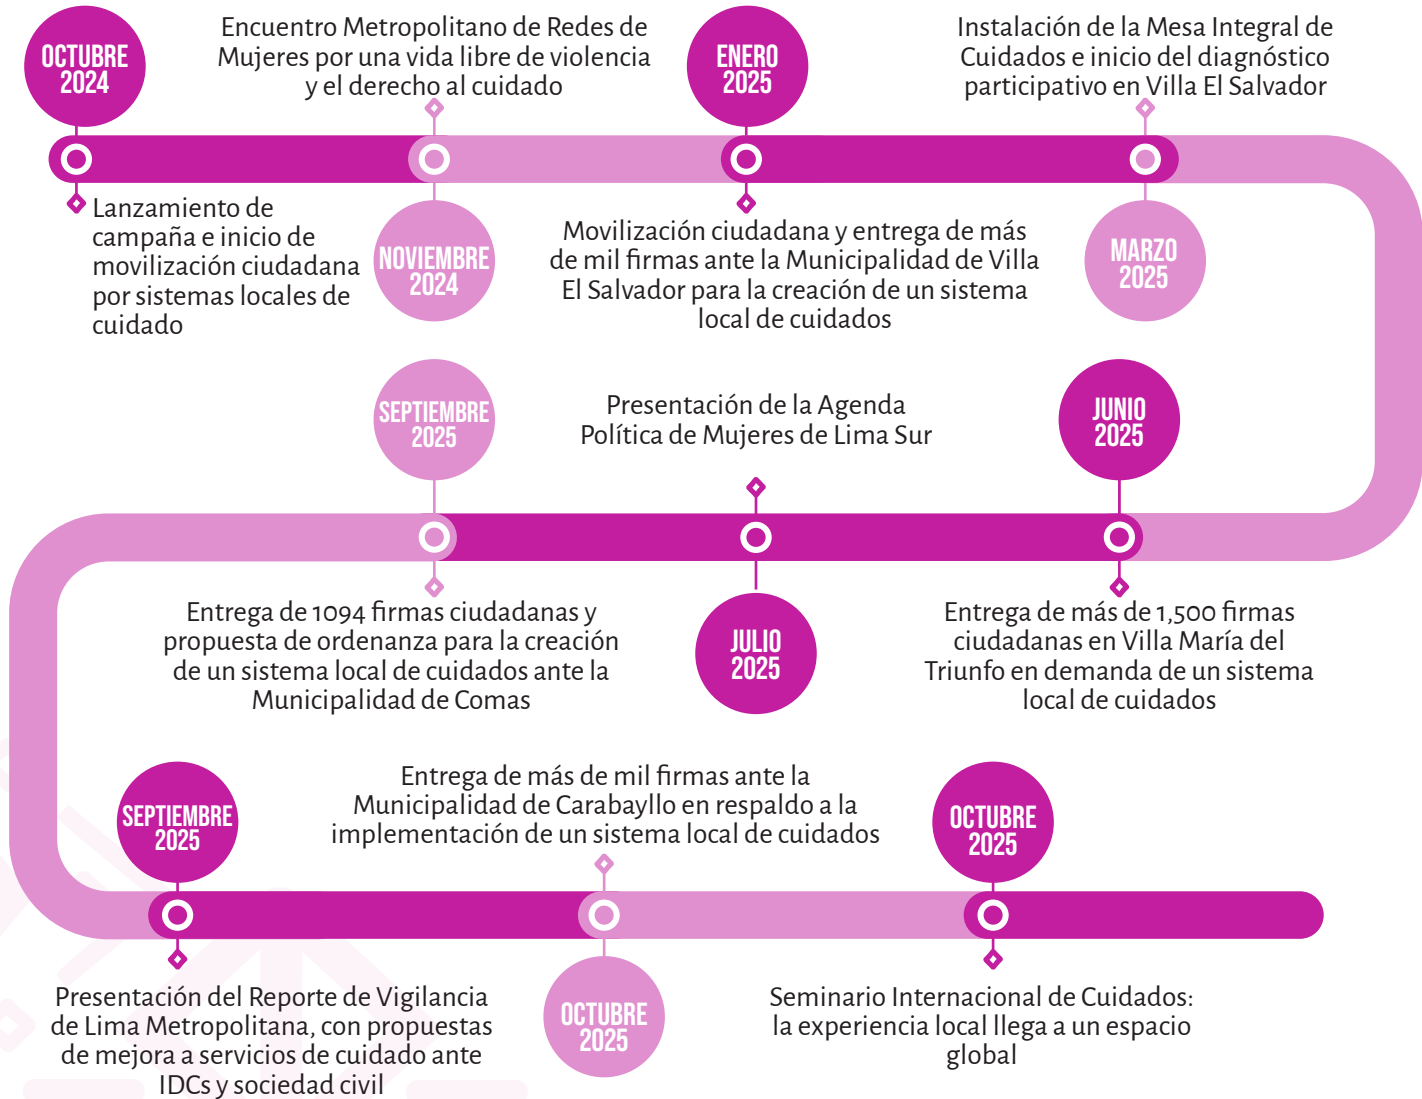 OCTUBRE
2024
Lanzamiento de
campaña e inicio de
movilización ciudadana
por sistemas locales de
cuidado
Encuentro Metropolitano de Redes de
Mujeres por una vida libre de violencia
y el derecho al cuidado
NOVIEMBRE
2024
ENERO
2025
Movilización ciudadana y entrega de más
de mil firmas ante la Municipalidad de Villa
El Salvador para la creación de un sistema
local de cuidados
Instalación de la Mesa Integral de
Cuidados e inicio del diagnóstico
participativo en Villa El Salvador
MARZO
2025
JUNIO
2025
Entrega de más de 1,500 firmas
ciudadanas en Villa María del
Triunfo en demanda de un sistema
local de cuidados
Presentación de la Agenda
Política de Mujeres de Lima Sur
JULIO
2025
SEPTIEMBRE
2025
Entrega de 1094 firmas ciudadanas y
propuesta de ordenanza para la creación
de un sistema local de cuidados ante la
Municipalidad de Comas
SEPTIEMBRE
2025
Presentación del Reporte de Vigilancia
de Lima Metropolitana, con propuestas
de mejora a servicios de cuidado ante
IDCs y sociedad civil
Entrega de más de mil firmas ante la
Municipalidad de Carabayllo en respaldo a la
implementación de un sistema local de cuidados
OCTUBRE
2025
OCTUBRE
2025
Seminario Internacional de Cuidados:
la experiencia local llega a un espacio
global